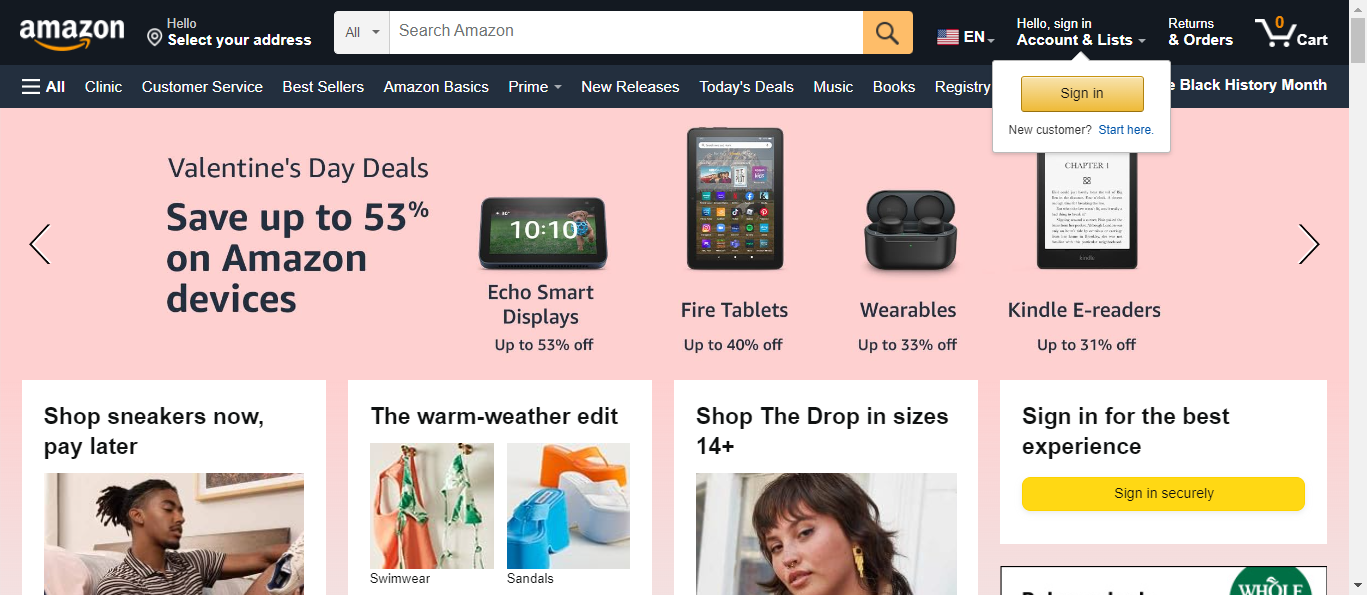 amazon
Hello
Select your address
All
Search Amazon
EN
Hello, sign in
Account & Lists
Returns
& Orders
0
Cart
All
Clinic
Customer Service
Best Sellers
Amazon Basics
Prime
New Releases
Today's Deals
Music
Books
Registry
e Black History Month
Sign in
New customer? Start here.
Valentine's Day Deals
Save up to 53%
on Amazon
devices
10:10
Echo Smart
Displays
Up to 53% off
Fire Tablets
Up to 40% off
Wearables
Up to 33% off
CHAPTER I
kindle
Kindle E-readers
Up to 31% off
Shop sneakers now,
pay later
The warm-weather edit
Swimwear
Sandals
Shop The Drop in sizes
14+
Sign in for the best
experience
Sign in securely
WHOLE